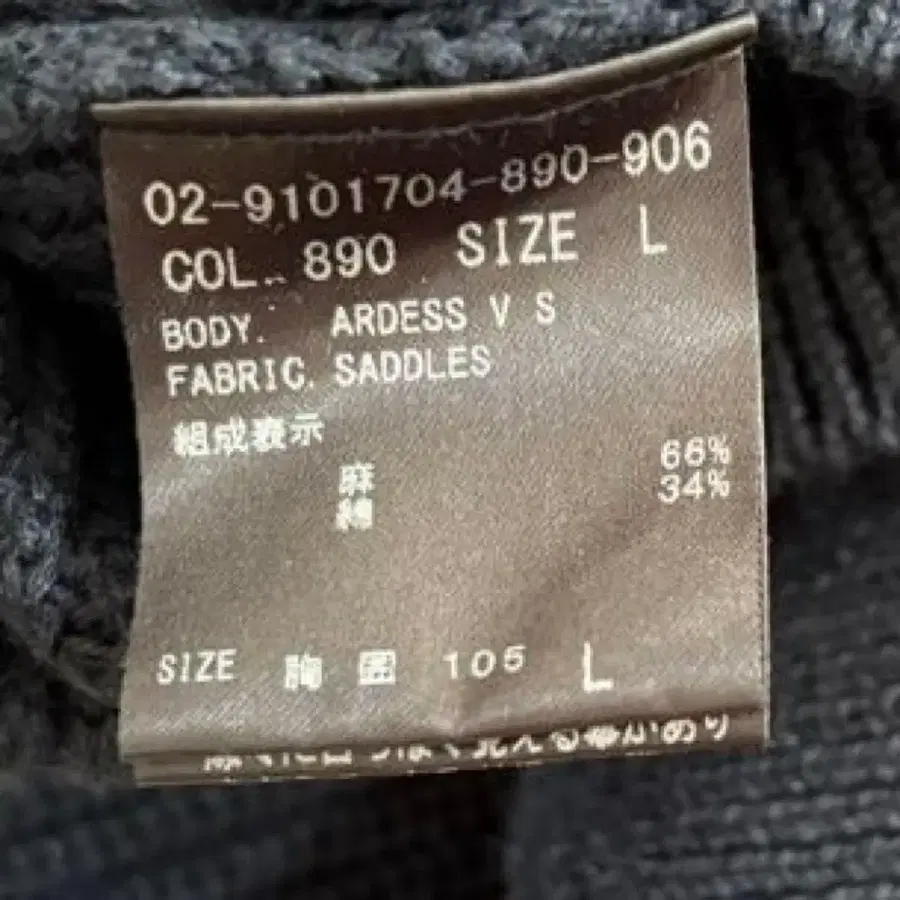 02-9101704-890-906
COL. 890 SIZE L
BODY. ARDESS V S
FABRIC. SADDLES
組成表示
麻 66%
綿 34%
SIZE 胸囲 105 L